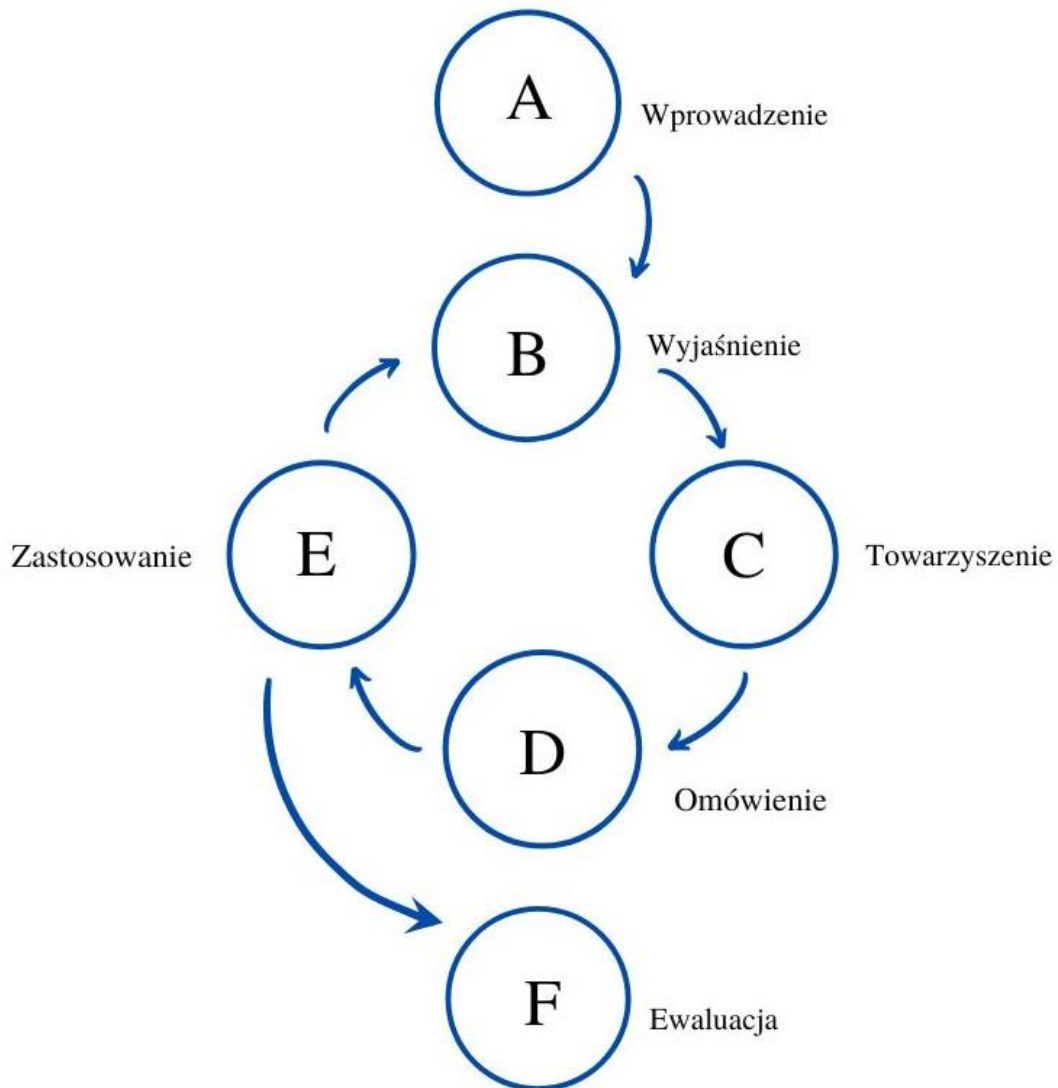 A
Wprowadzenie
B
Wyjaśnienie
E
C
Zastosowanie
Towarzyszenie
D
Omówienie
F
Ewaluacja